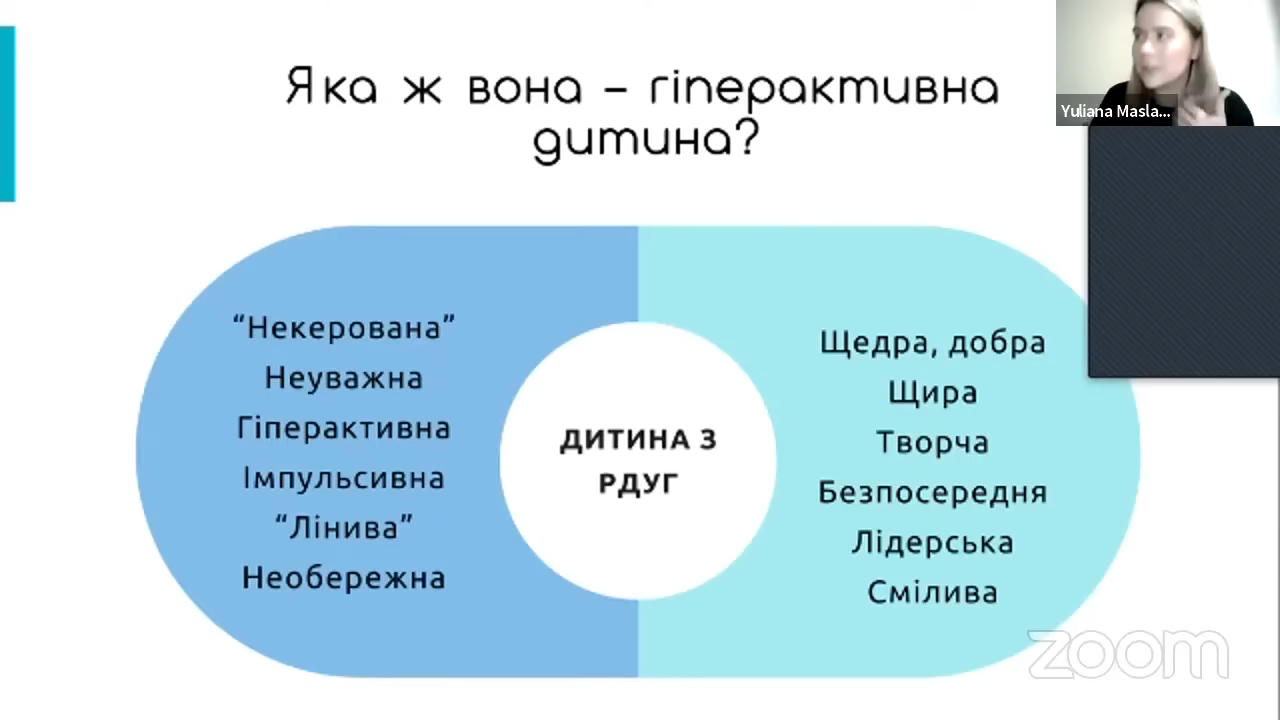 Яка ж вона – гіперактивна
дитина?
Yuliana Masla...
“Некерована”
Неуважна
Гіперактивна
Імпульсивна
“Лінива”
Необережна
ДИТИНА З
РДУГ
Щедра, добра
Щира
Творча
Безпосередня
Лідерська
Смілива
zoom